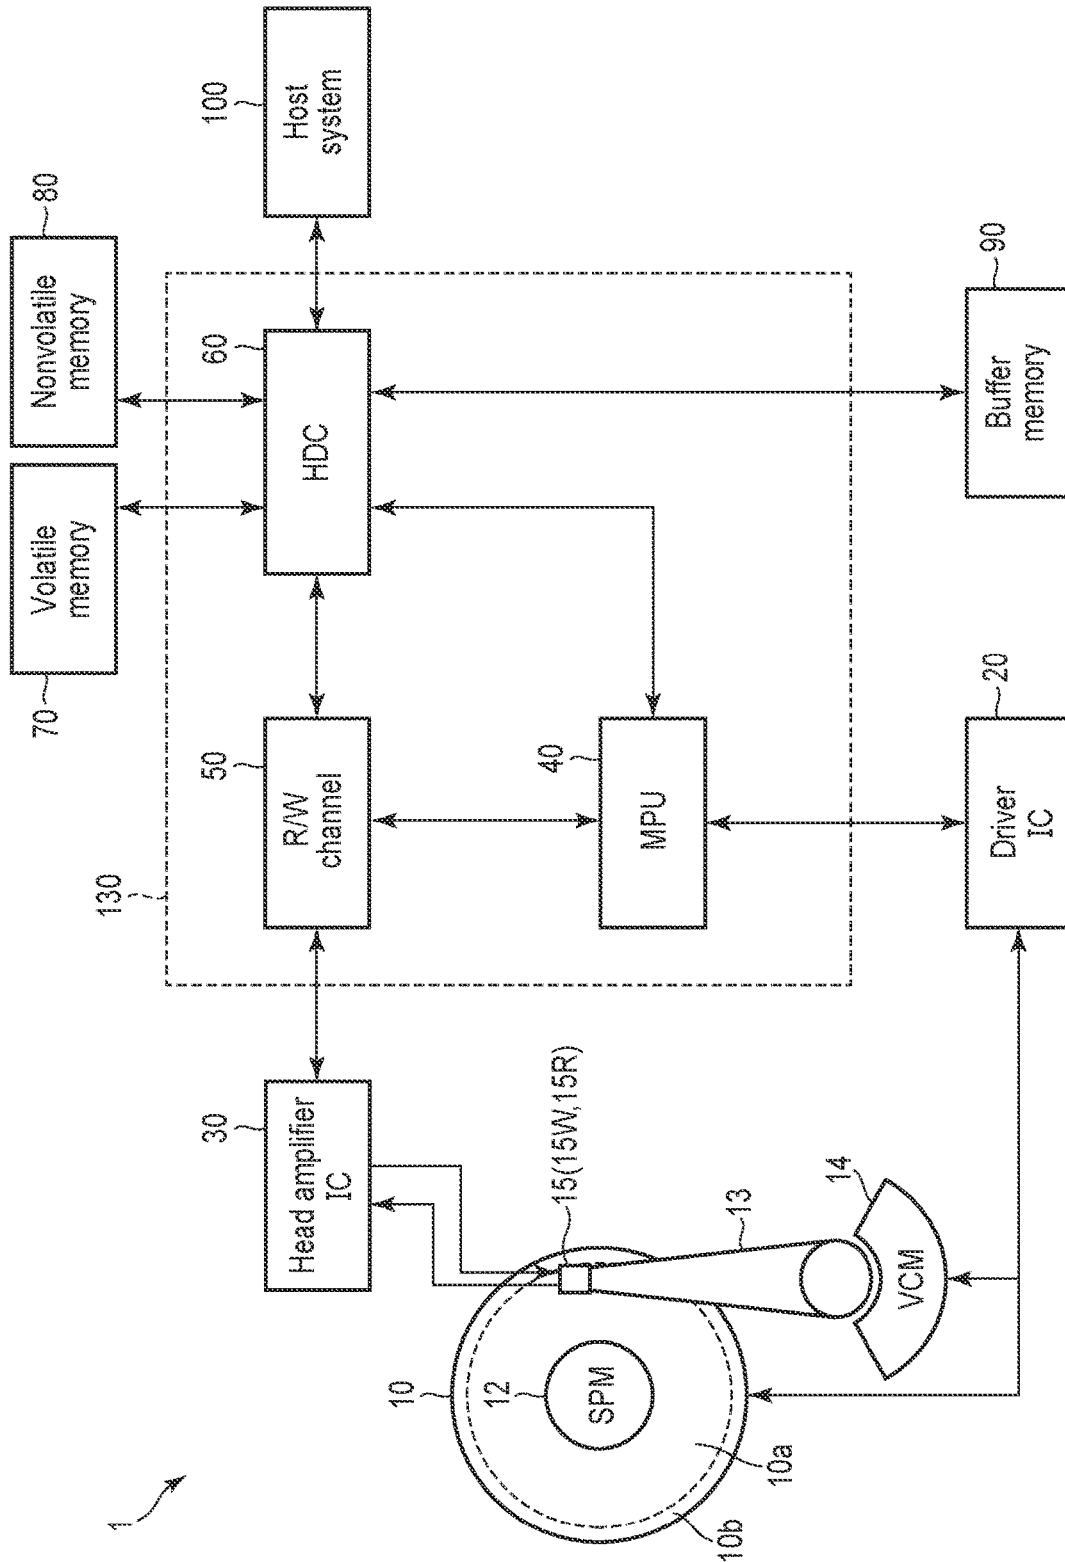 1
70
Volatile
memory
Nonvolatile
memory
80
130
30
Head amplifier
IC
50
R/W
channel
60
HDC
100
Host
system
10
12
SPM
15(15W,15R)
40
MPU
13
14
VCM
10b
10a
20
Driver
IC
90
Buffer
memory